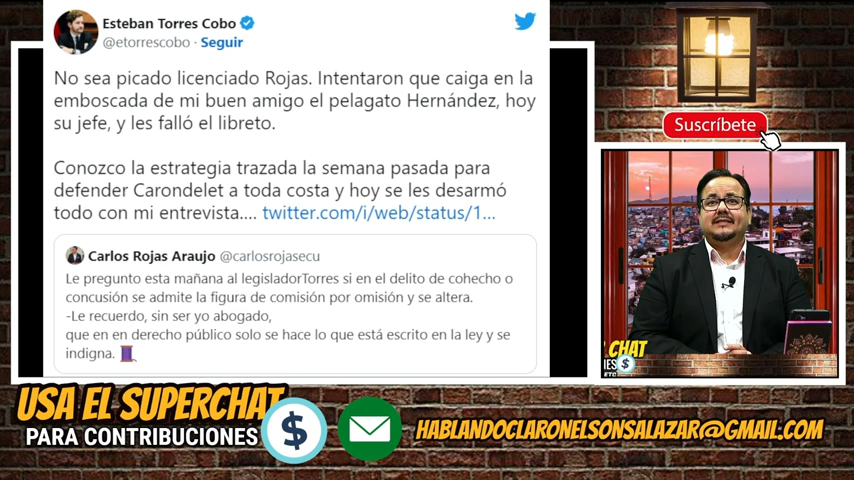 Esteban Torres Cobo
@etorrescobo · Seguir
No sea picado licenciado Rojas. Intentaron que caiga en la
emboscada de mi buen amigo el pelagato Hernández, hoy
su jefe, y les falló el libreto.
Conozco la estrategia trazada la semana pasada para
defender Carondelet a toda costa y hoy se les desarmó
todo con mi entrevista.... twitter.com/i/web/status/1...
Carlos Rojas Araujo @carlosrojasecu
Le pregunto esta mañana al legisladorTorres si en el delito de cohecho o
concusión se admite la figura de comisión por omisión y se altera.
-Le recuerdo, sin ser yo abogado,
que en en derecho público solo se hace lo que está escrito en la ley y se
indigna.
Suscríbete
CHAT
$
ETC
USA EL SUPERCHAT
PARA CONTRIBUCIONES
$
HABLANDOCLARONELSONSALAZAR@GMAIL.COM